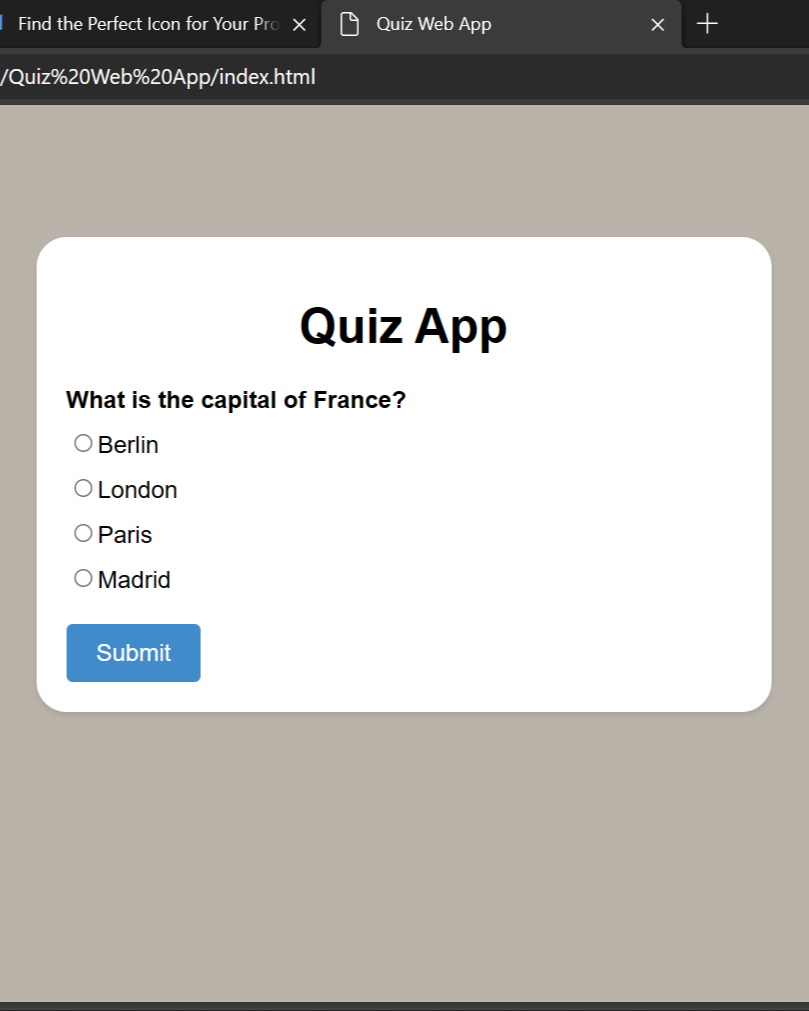 Find the Perfect Icon for Your Pro
Quiz Web App
/Quiz%20Web%20App/index.html
Quiz App
What is the capital of France?
Berlin
London
Paris
Madrid
Submit